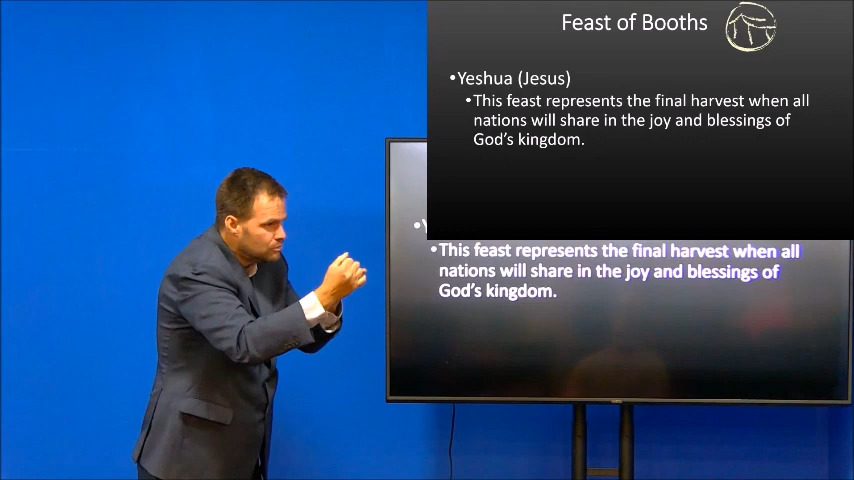 Feast of Booths
•Yeshua (Jesus)
•This feast represents the final harvest when all
nations will share in the joy and blessings of
God's kingdom.
•This feast represents the final harvest when all
nations will share in the joy and blessings of
God's kingdom.